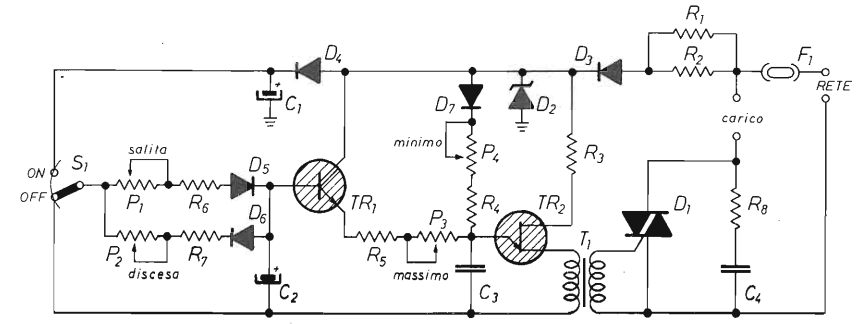 R1
D4
D3
R2
F1
RETE
C1
D7
D2
carico
minimo
P4
R3
salita
ON
S1
D5
OFF
P1
R6
TR1
R4
TR2
D1
R8
D6
P3
T1
P2
R7
R5
discesa
massimo
C2
C3
C4